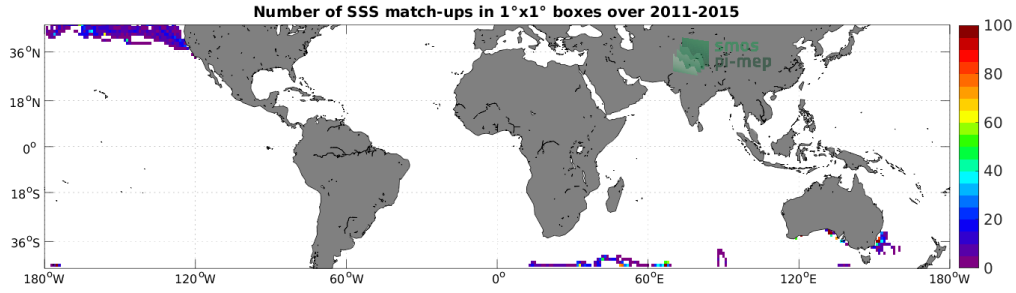 Number of SSS match-ups in 1°x1° boxes over 2011-2015
smos
pi-mep
36°N
18°N
0°
18°S
36°S
180°W 120°W 60°W 0° 60°E 120°E 180°W
100
80
60
40
20
0